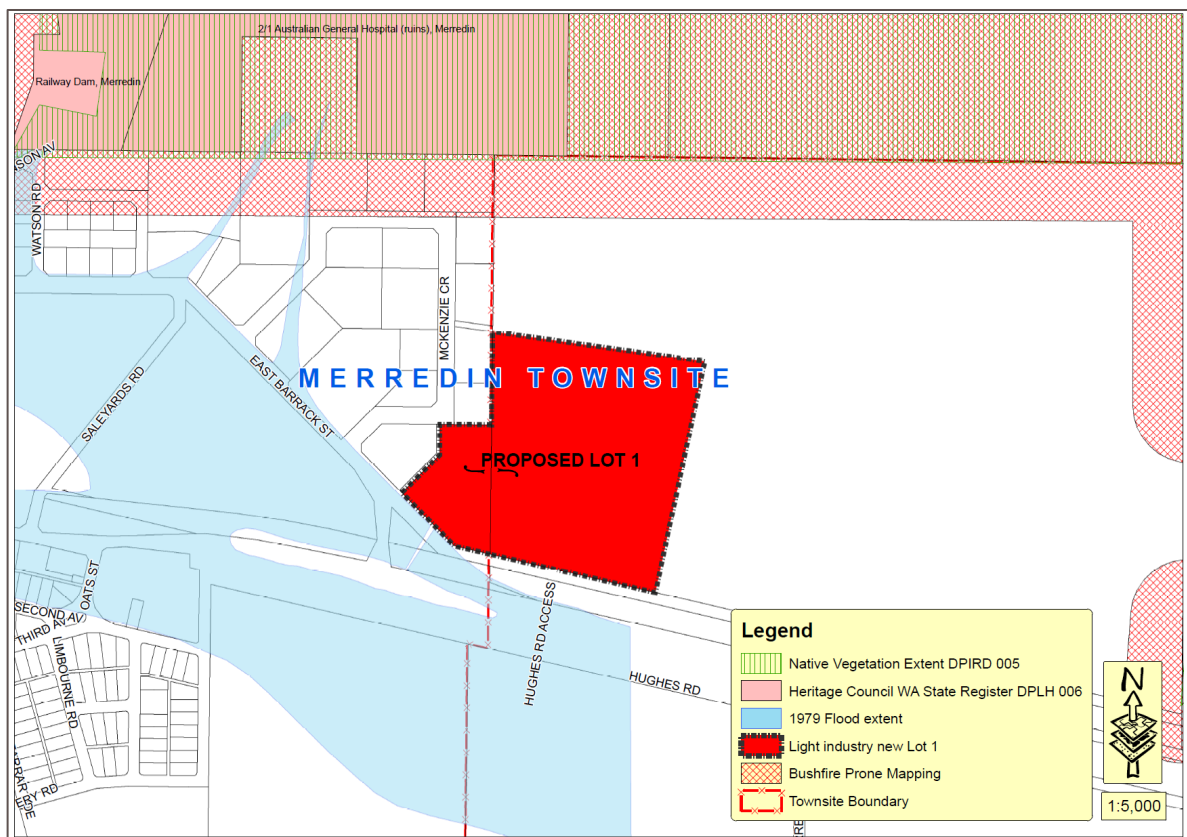 2/1 Australian General Hospital (ruins), Merredin
Railway Dam, Merredin
SON AV
WATSON RD
MCKENZIE CR
MERREDIN TOWNSITE
SALEYARDS RD
EAST BARRACK ST
PROPOSED LOT 1
OATS ST
SECOND AV
THIRD AV
LIMBOURNE RD
HUGHES RD ACCESS
HUGHES RD
ERY RD
Legend
Native Vegetation Extent DPIRD 005
Heritage Council WA State Register DPLH 006
1979 Flood extent
Light industry new Lot 1
Bushfire Prone Mapping
Townsite Boundary
N
1:5,000